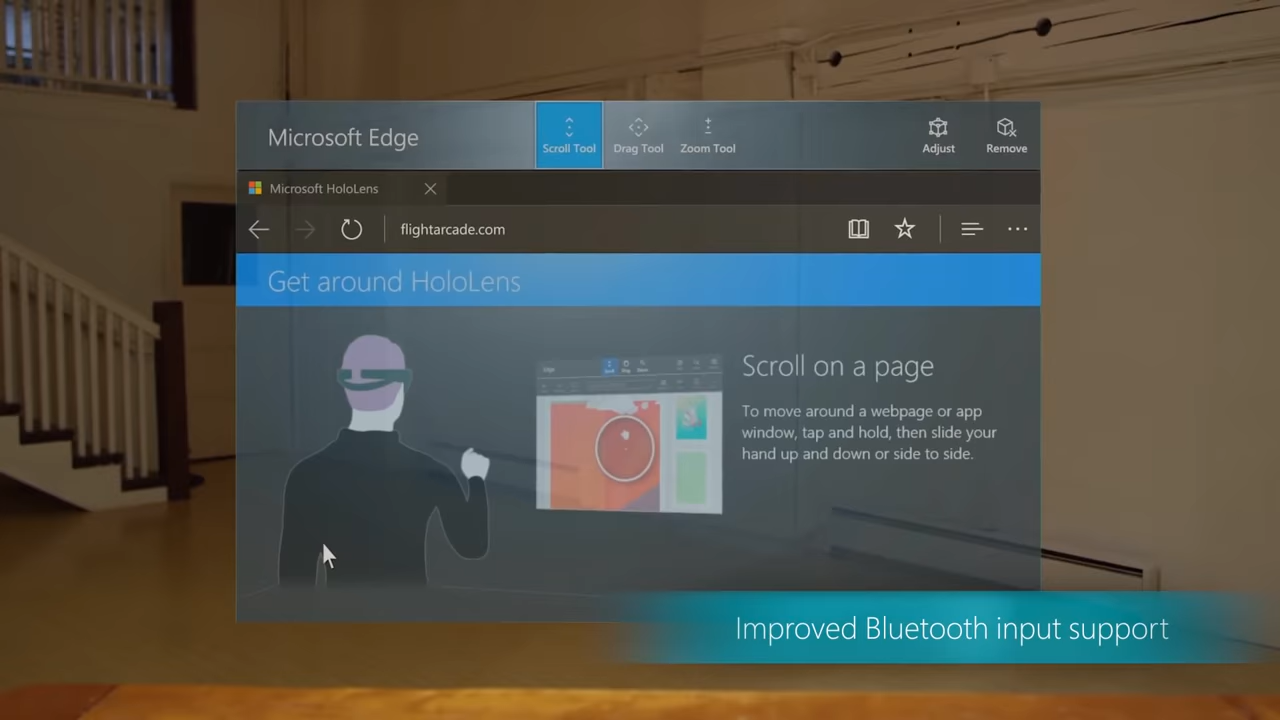 Microsoft Edge
Scroll Tool
Drag Tool
Zoom Tool
Adjust
Remove
Microsoft HoloLens
flightarcade.com
Get around HoloLens
Scroll on a page
To move around a webpage or app
window, tap and hold, then slide your
hand up and down or side to side.
Improved Bluetooth input support